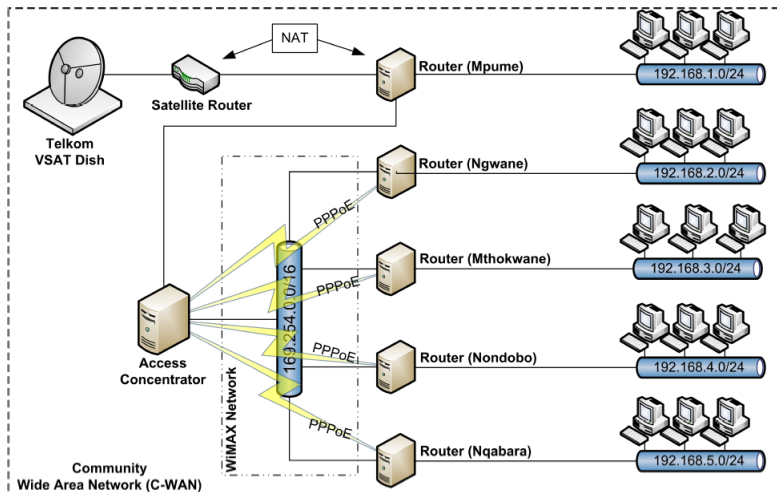 NAT
Router (Mpume)
192.168.1.0/24
Satellite Router
Telkom
VSAT Dish
Router (Ngwane)
192.168.2.0/24
PPPoE
Router (Mthokwane)
192.168.3.0/24
PPPoE
169.254.0.0/16
Access
Concentrator
Router (Nondobo)
192.168.4.0/24
PPPoE
WiMAX Network
Router (Nqabara)
192.168.5.0/24
PPPoE
Community
Wide Area Network (C-WAN)